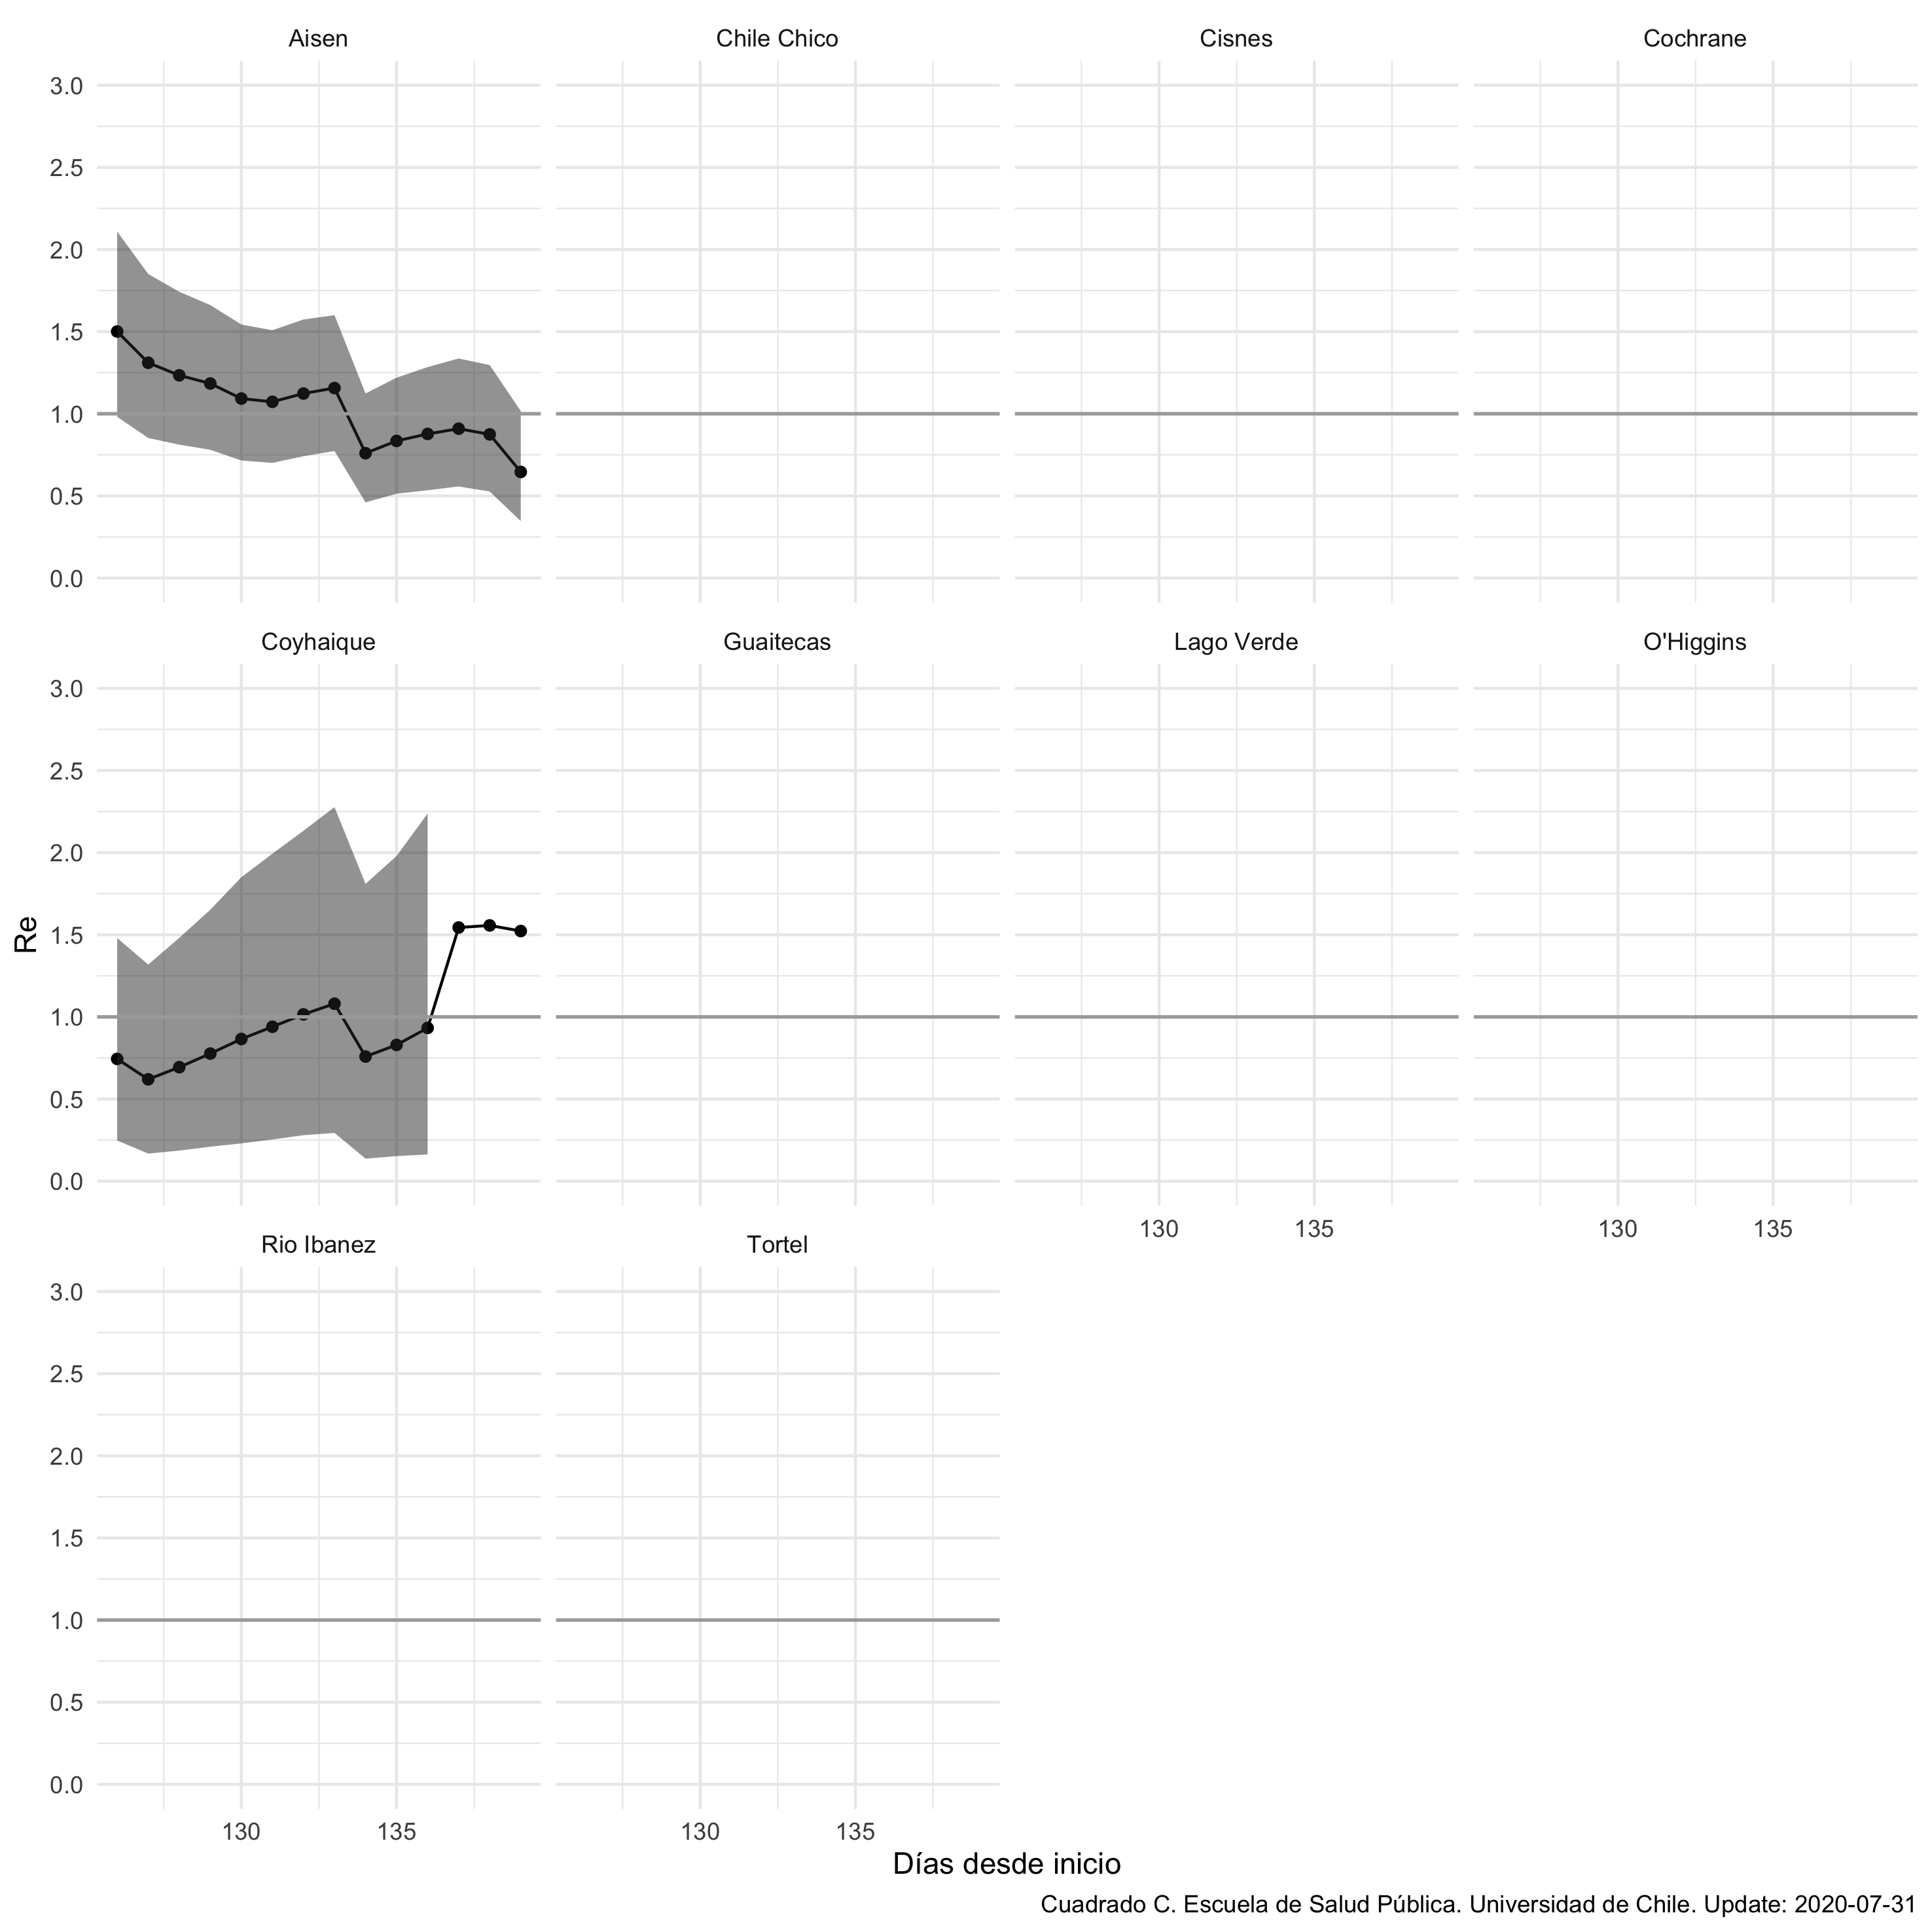 Aisen
Chile Chico
Cisnes
Cochrane
3.0
2.5
2.0
1.5
1.0
0.5
0.0
Coyhaique
Guaitecas
Lago Verde
O'Higgins
3.0
2.5
2.0
1.5
1.0
0.5
0.0
130 135
130 135
Re
Rio Ibanez
Tortel
3.0
2.5
2.0
1.5
1.0
0.5
0.0
130 135
130 135
Días desde inicio
Cuadrado C. Escuela de Salud Pública. Universidad de Chile. Update: 2020-07-31